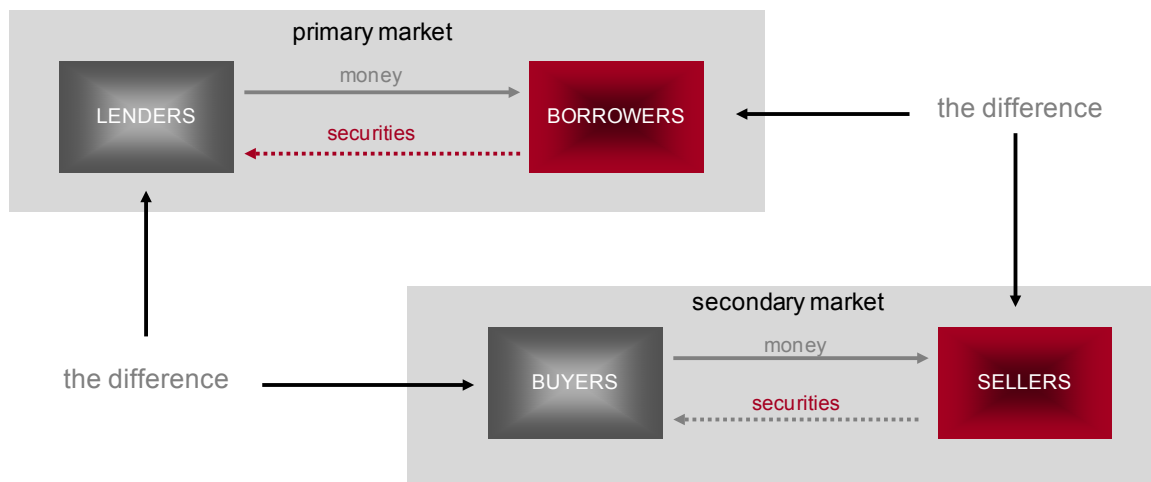 primary market
money
LENDERS
BORROWERS
securities
the difference
secondary market
money
BUYERS
SELLERS
securities
the difference